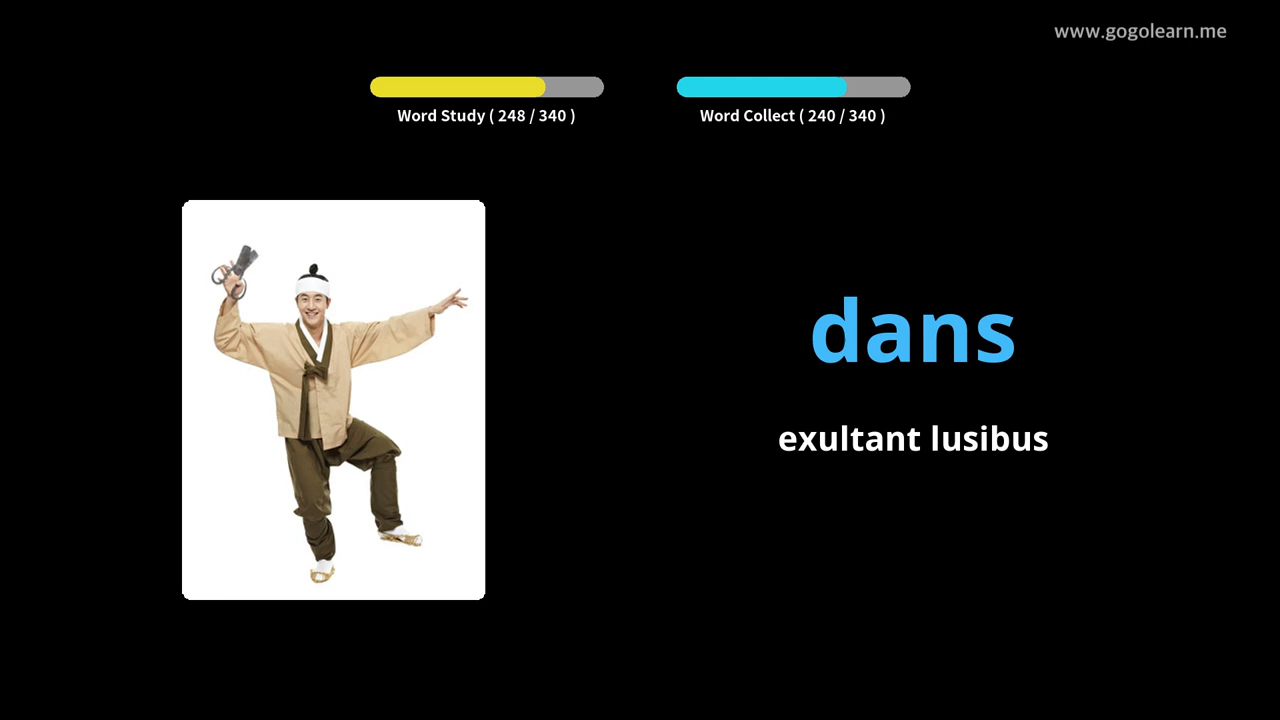 www.gogolearn.me
Word Study ( 248 / 340 )
Word Collect ( 240 / 340 )
dans
exultant lusibus